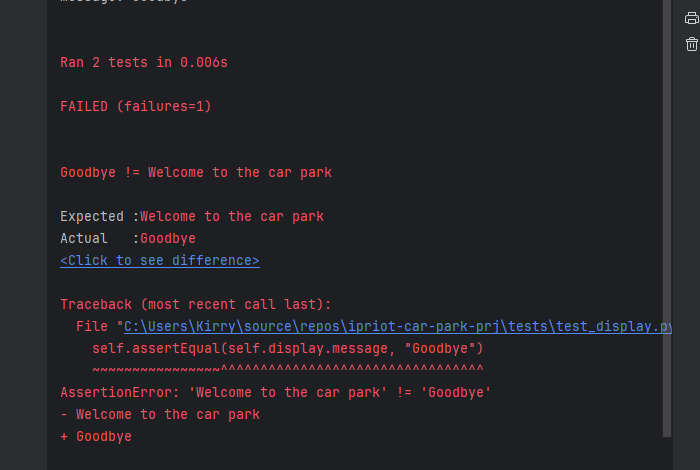 message: Goodbye
Ran 2 tests in 0.006s
FAILED (failures=1)
Goodbye != Welcome to the car park
Expected :Welcome to the car park
Actual   :Goodbye
<Click to see difference>
Traceback (most recent call last):
  File "C:\Users\Kirry\source\repos\ipriot-car-park-prj\tests\test_display.py
    self.assertEqual(self.display.message, "Goodbye")
    ~~~~~~~~~~~~~~~~^^^^^^^^^^^^^^^^^^^^^^^^^^^^^^^^^
AssertionError: 'Welcome to the car park' != 'Goodbye'
- Welcome to the car park
+ Goodbye